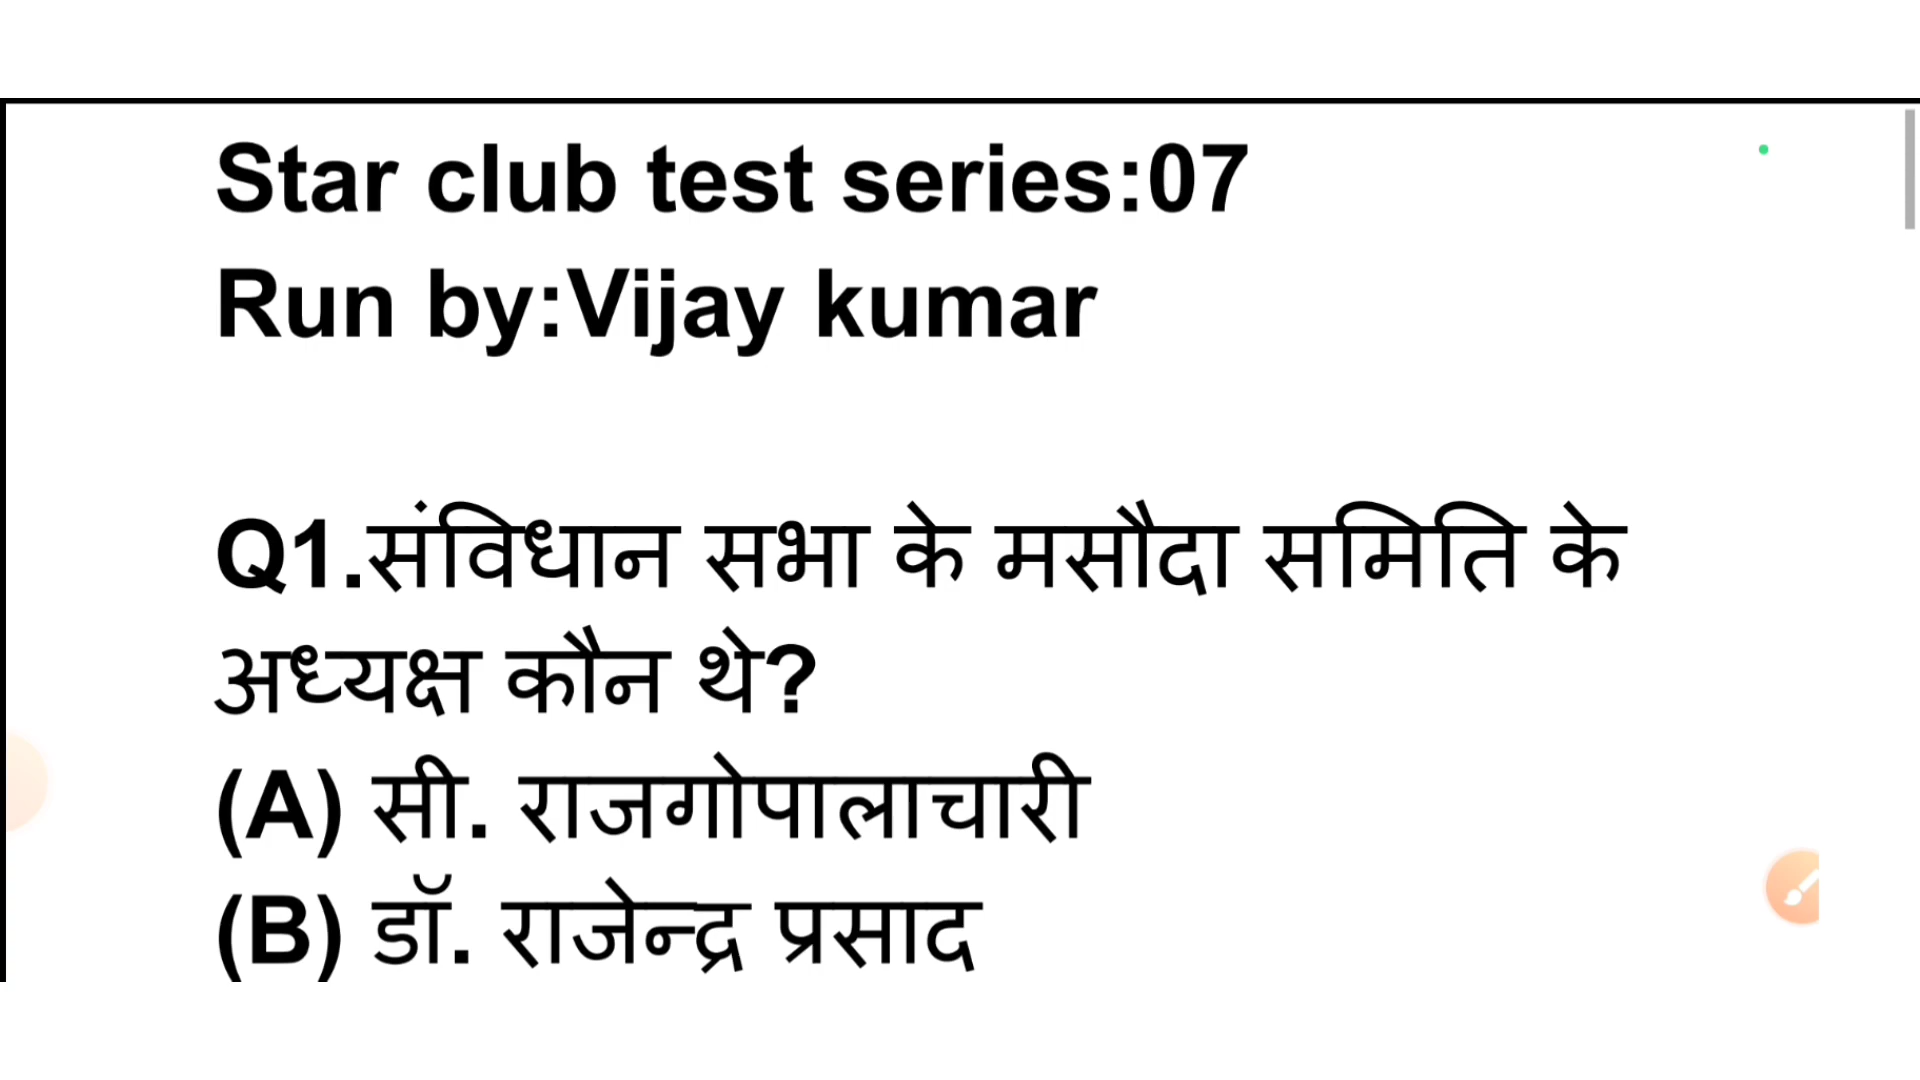 Star club test series:07
Run by:Vijay kumar
Q1.संविधान सभा के मसौदा समिति के
अध्यक्ष कौन थे?
(A) सी. राजगोपालाचारी
(B) डॉ. राजेन्द्र प्रसाद